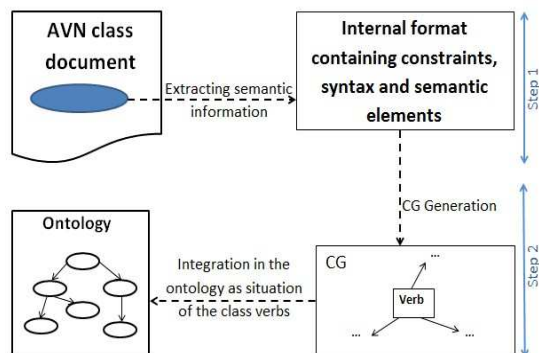 AVN class
document
Extracting semantic
information
Internal format
containing constraints,
syntax and semantic
elements
Step 1
CG Generation
Step 2
Ontology
Integration in the
ontology as situation
of the class verbs
CG
...
Verb
...
...